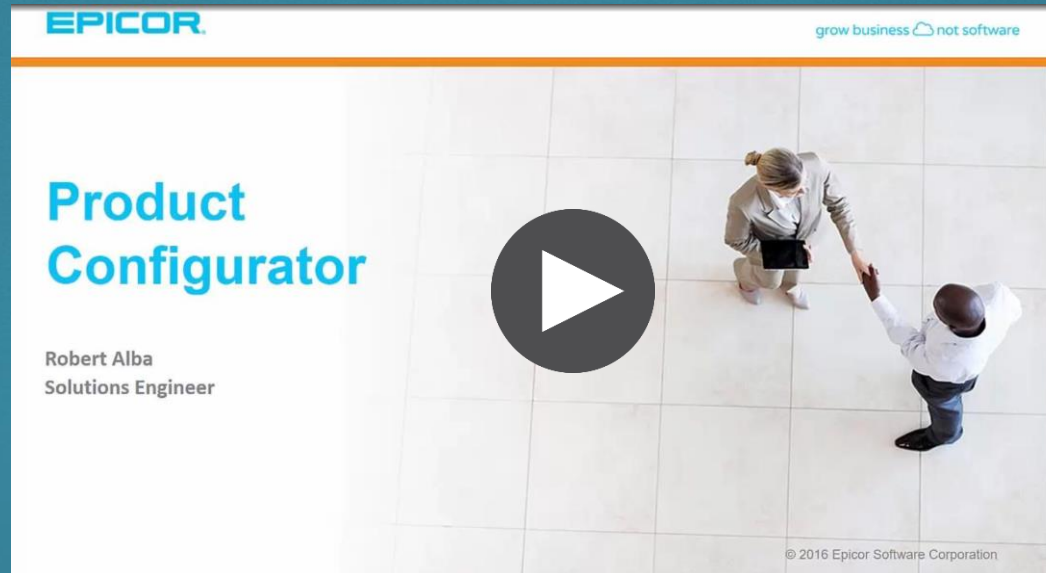 EPICOR.
grow business not software
Product
Configurator
Robert Alba
Solutions Engineer
© 2016 Epicor Software Corporation